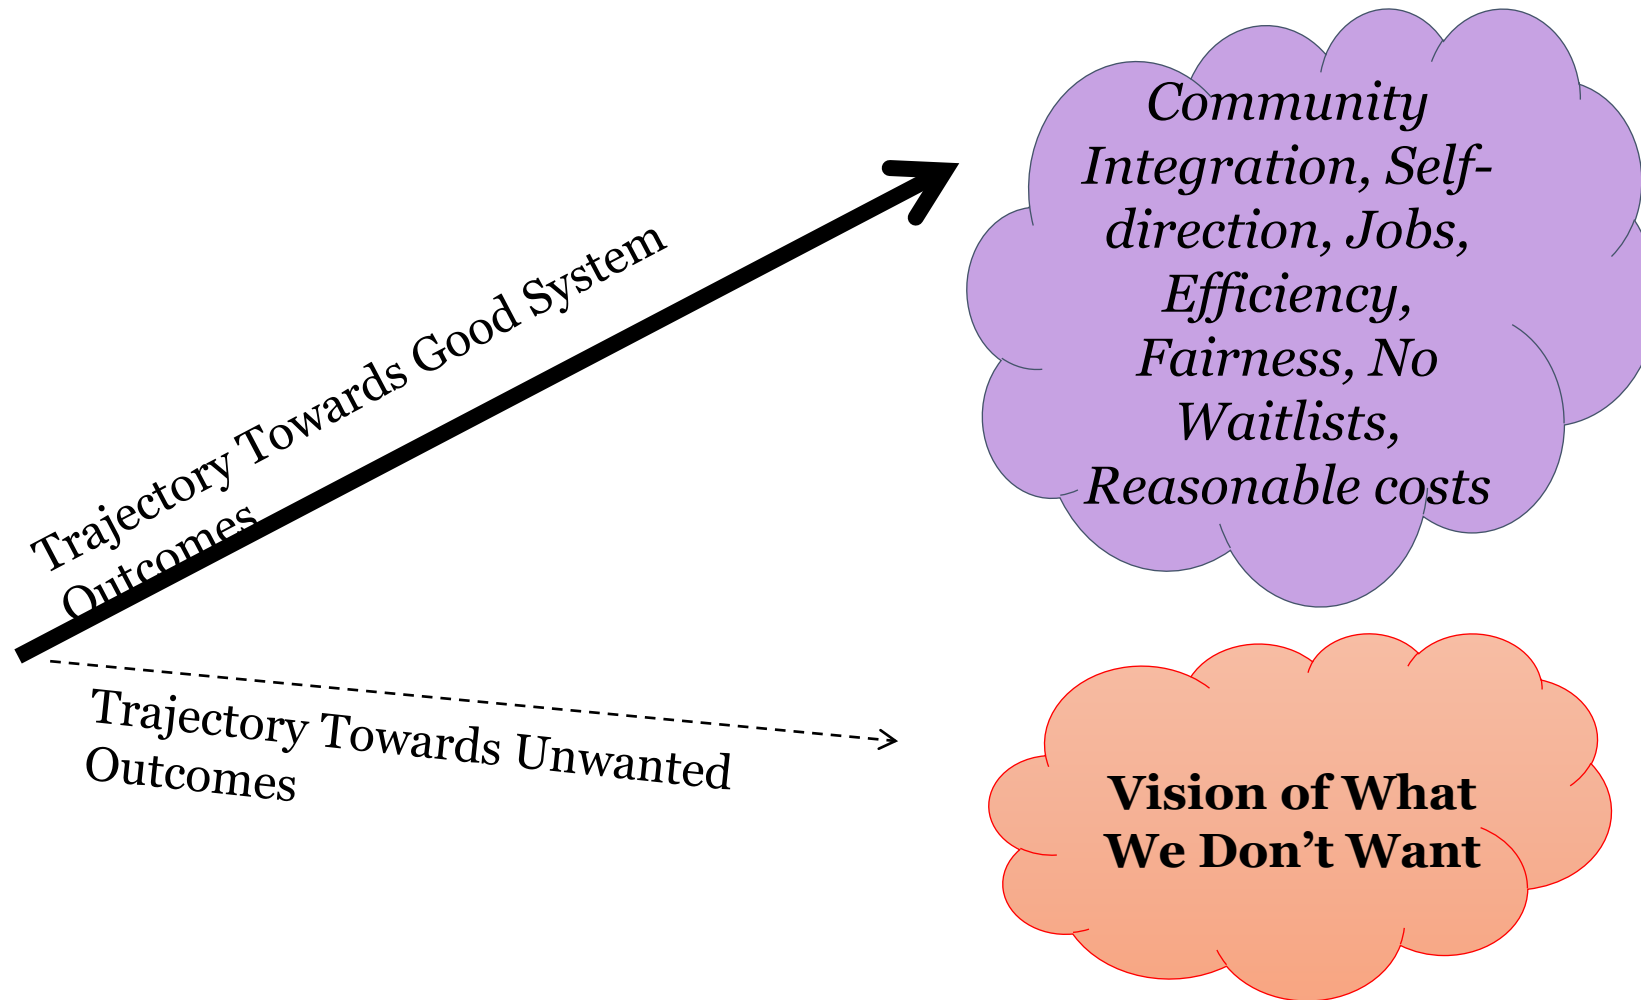 Community
Integration, Self-
direction, Jobs,
Efficiency,
Fairness, No
Waitlists,
Reasonable costs
Trajectory Towards Good System
Outcomes
Trajectory Towards Unwanted
Outcomes
Vision of What
We Don’t Want